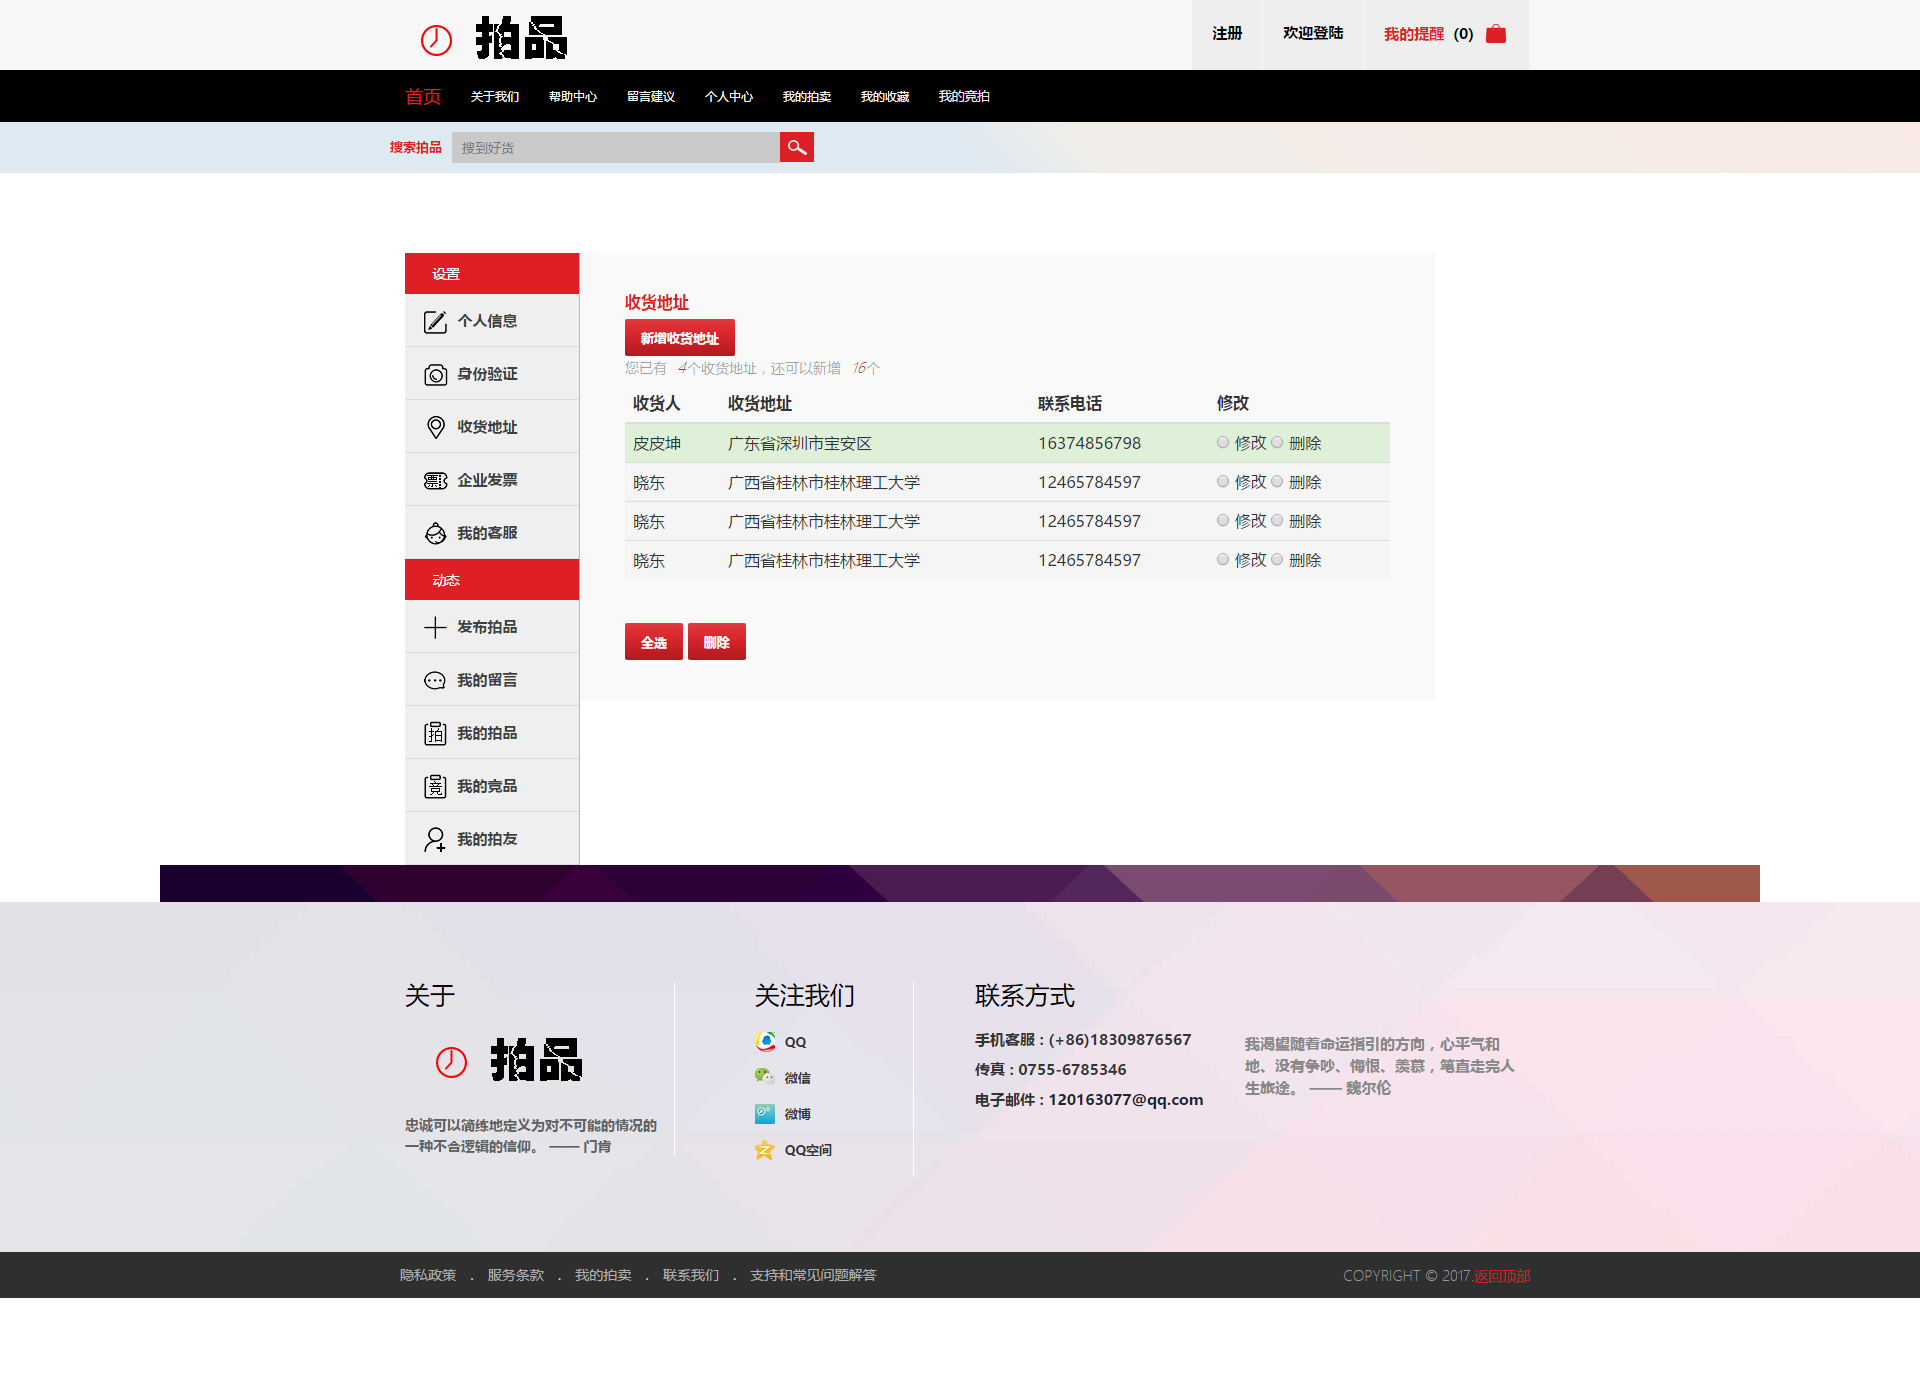 拍品
注册 欢迎登陆 我的提醒 (0)
首页 关于我们 帮助中心 留言建议 个人中心 我的拍卖 我的收藏 我的竞拍
搜索拍品 搜到好货
设置
个人信息
身份验证
收货地址
票 企业发票
我的客服
动态
发布拍品
我的留言
拍 我的拍品
竞 我的竞品
我的拍友
收货地址
新增收货地址
您已有 4个收货地址，还可以新增 16个
收货人 收货地址 联系电话 修改
皮皮坤 广东省深圳市宝安区 16374856798 修改 删除
晓东 广西省桂林市桂林理工大学 12465784597 修改 删除
晓东 广西省桂林市桂林理工大学 12465784597 修改 删除
晓东 广西省桂林市桂林理工大学 12465784597 修改 删除
全选 删除
关于
拍品
忠诚可以简练地定义为对不可能的情况的
一种不合逻辑的信仰。 —— 门肯
关注我们
QQ
微信
微博
QQ空间
联系方式
手机客服：(+86)18309876567
传真：0755-6785346
电子邮件：120163077@qq.com
我渴望随着命运指引的方向，心平气和
地、没有争吵、悔恨、羡慕，笔直走完人
生旅途。 —— 魏尔伦
隐私政策 . 服务条款 . 我的拍卖 . 联系我们 . 支持和常见问题解答
COPYRIGHT © 2017.返回顶部